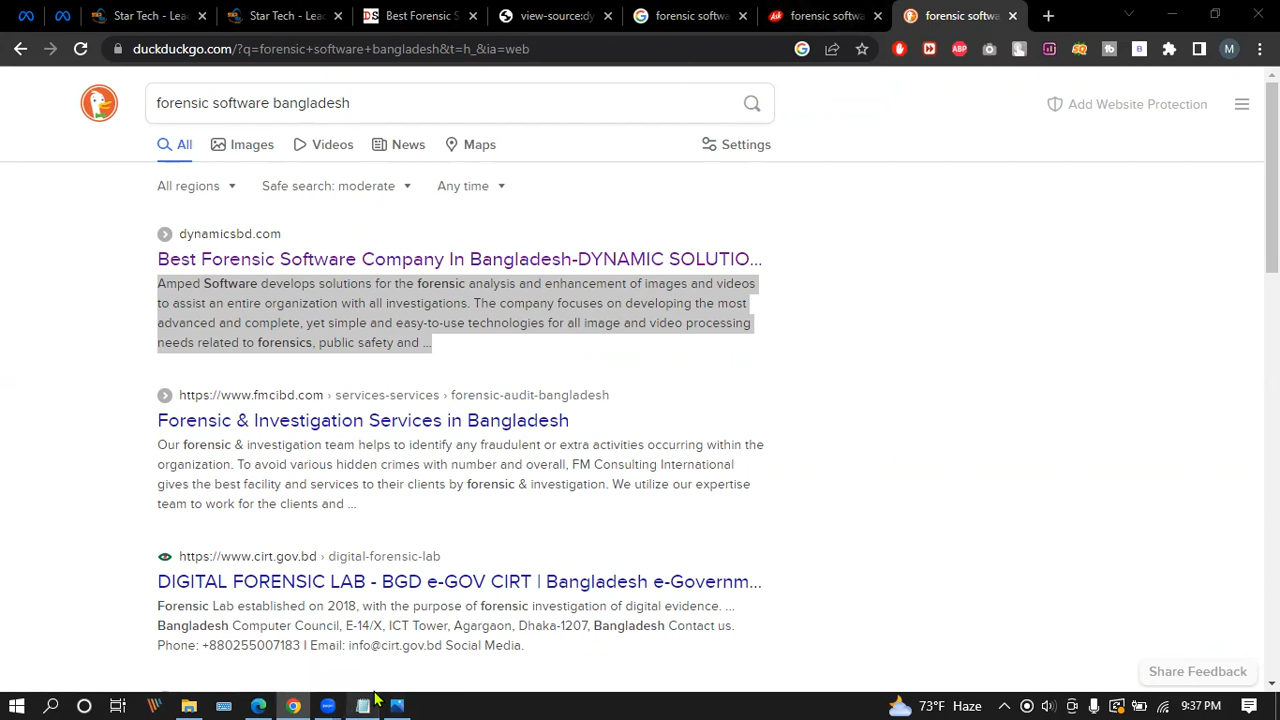 Star Tech - Lea
Star Tech - Lea
DS
Best Forensic S
view-source:dy
forensic softwa
Ask
forensic softwa
forensic softwa
duckduckgo.com/?q=forensic+software+bangladesh&t=h_&ia=web
ABP
B
M
forensic software bangladesh
Add Website Protection
All
Images
Videos
News
Maps
Settings
All regions
Safe search: moderate
Any time
dynamicsbd.com
Best Forensic Software Company In Bangladesh-DYNAMIC SOLUTIO...
Amped Software develops solutions for the forensic analysis and enhancement of images and videos
to assist an entire organization with all investigations. The company focuses on developing the most
advanced and complete, yet simple and easy-to-use technologies for all image and video processing
needs related to forensics, public safety and ...
https://www.fmcibd.com › services-services › forensic-audit-bangladesh
Forensic & Investigation Services in Bangladesh
Our forensic & investigation team helps to identify any fraudulent or extra activities occurring within the
organization. To avoid various hidden crimes with number and overall, FM Consulting International
gives the best facility and services to their clients by forensic & investigation. We utilize our expertise
team to work for the clients and ...
https://www.cirt.gov.bd › digital-forensic-lab
DIGITAL FORENSIC LAB - BGD e-GOV CIRT | Bangladesh e-Governm...
Forensic Lab established on 2018, with the purpose of forensic investigation of digital evidence. ...
Bangladesh Computer Council, E-14/X, ICT Tower, Agargaon, Dhaka-1207, Bangladesh Contact us.
Phone: +880255007183 | Email: info@cirt.gov.bd Social Media.
Share Feedback
73°F Haze
9:37 PM